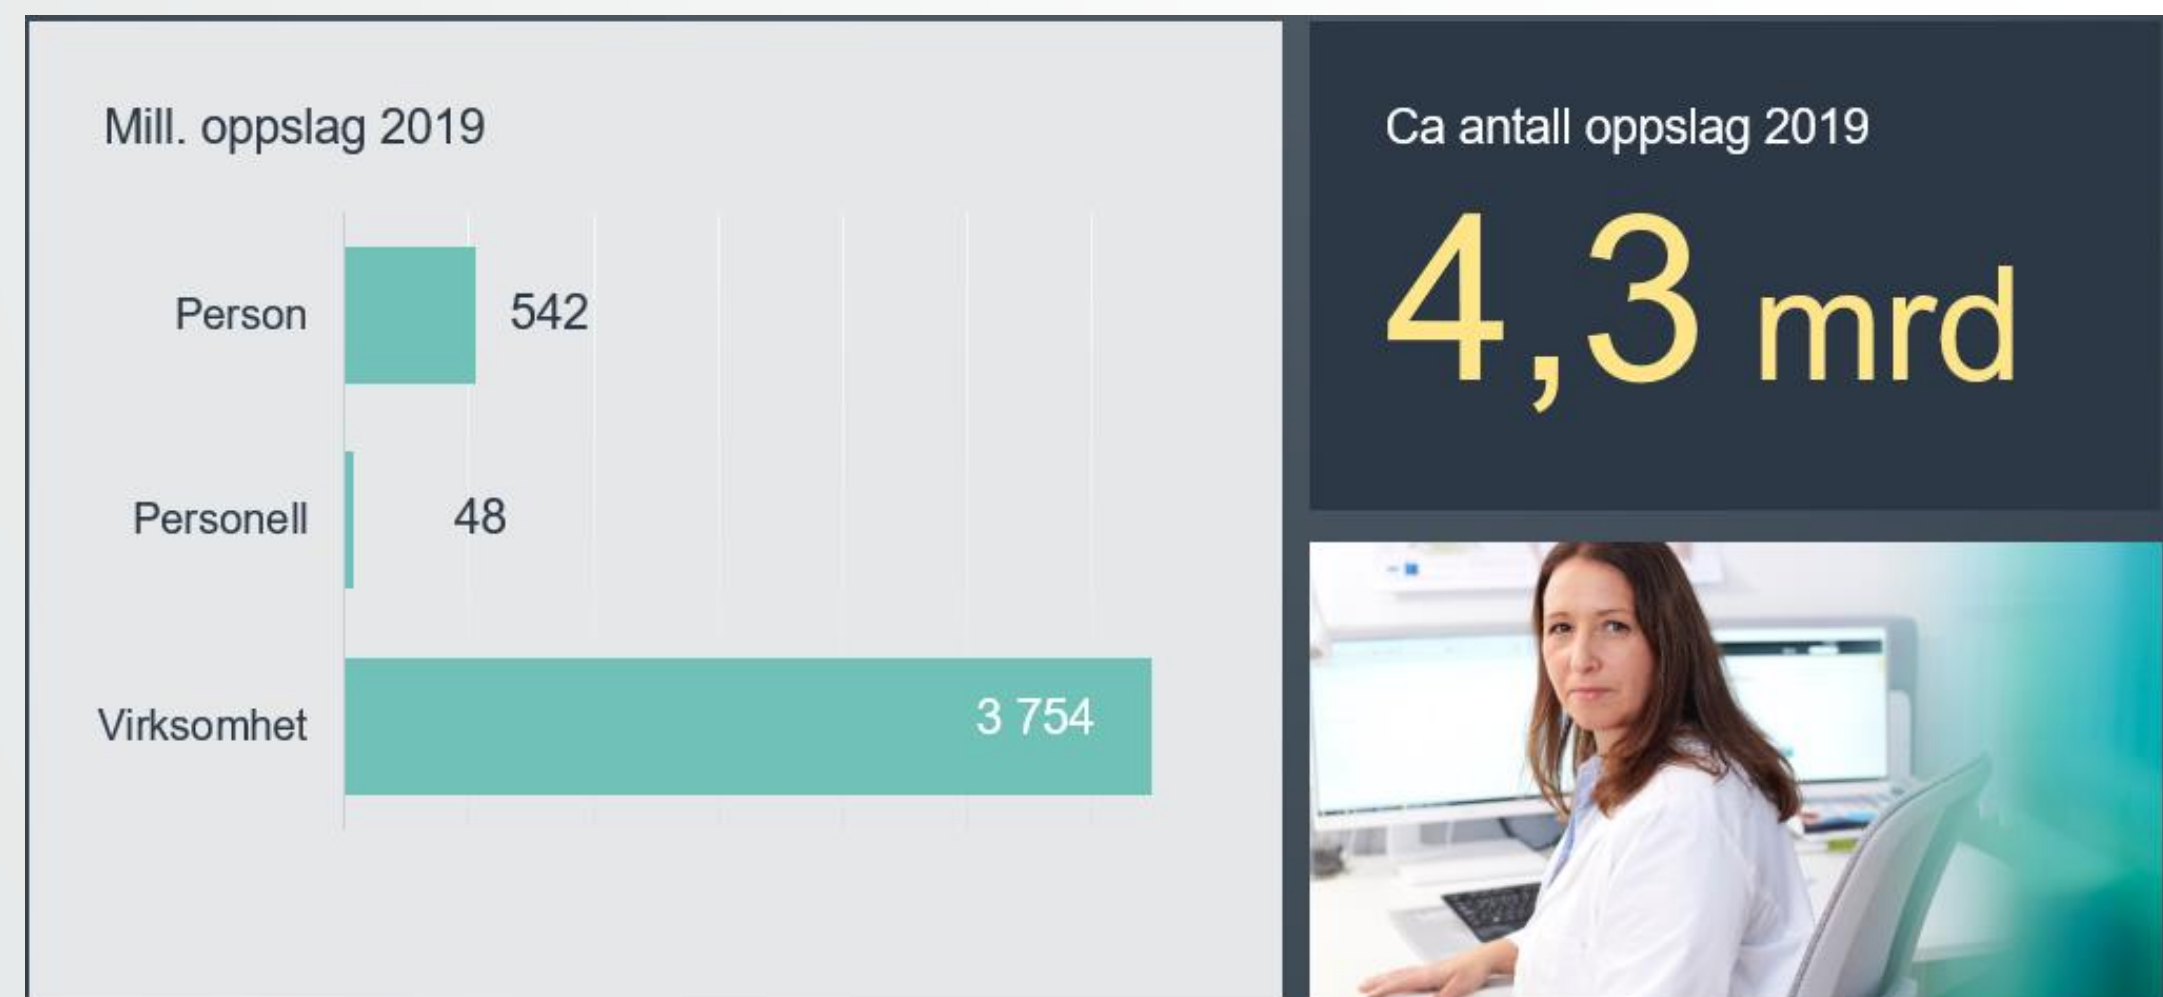 Mill. oppslag 2019
Person 542
Personell 48
Virksomhet 3 754
Ca antall oppslag 2019
4,3 mrd